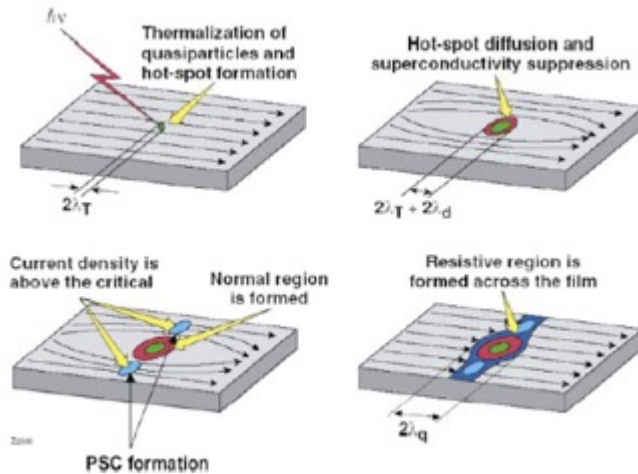 ħν
Thermalization of
quasiparticles and
hot-spot formation
2λT
Hot-spot diffusion and
superconductivity suppression
2λT + 2λd
Current density is
above the critical
Normal region
is formed
PSC formation
Resistive region is
formed across the film
2λq